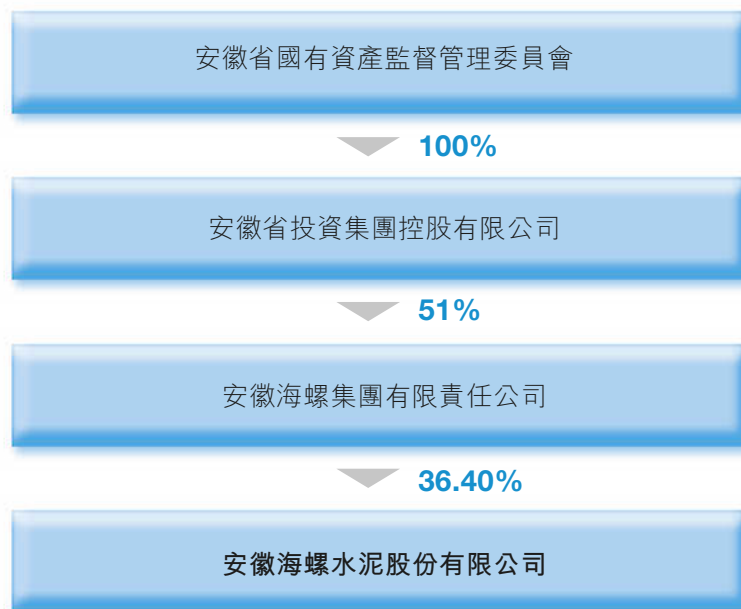 安徽省國有資產監督管理委員會
100%
安徽省投資集團控股有限公司
51%
安徽海螺集團有限責任公司
36.40%
安徽海螺水泥股份有限公司